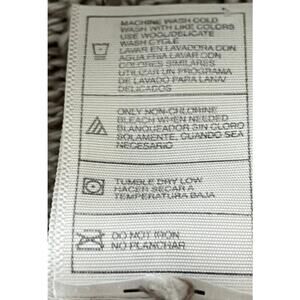 MACHINE WASH COLD
WASH WITH LIKE COLORS
USE WOOL/DELICATE
WASH CYCLE
LAVAR EN LAVADORA CON
AGUA FRIA LAVAR CON
COLORES SIMILARES
UTILIZAR UN PROGRAMA
DE LAVADO PARA LANA/
DELICADOS
ONLY NON-CHLORINE
BLEACH WHEN NEEDED
BLANQUEADOR SIN CLORO
SOLAMENTE, CUANDO SEA
NECESARIO
TUMBLE DRY LOW
HACER SECAR A
TEMPERATURA BAJA
DO NOT IRON
NO PLANCHAR